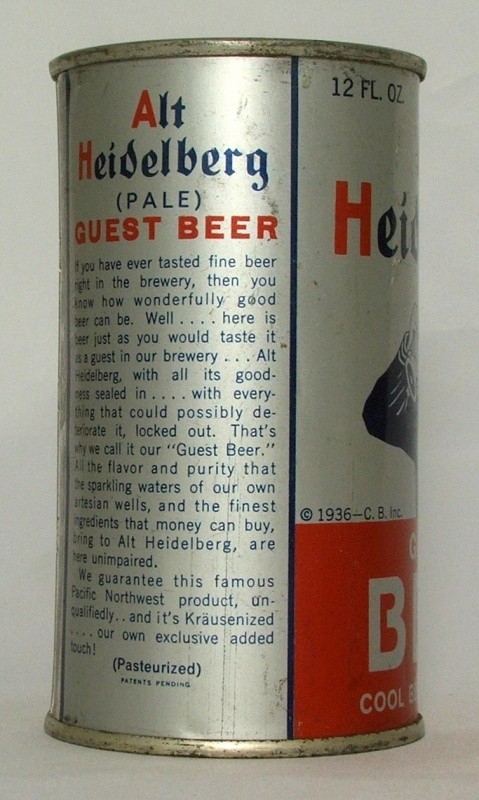 Alt
Heidelberg
(PALE)
GUEST BEER
If you have ever tasted fine beer
right in the brewery, then you
know how wonderfully good
beer can be. Well . . . . here is
beer just as you would taste it
as a guest in our brewery . . . Alt
Heidelberg, with all its good-
ness sealed in . . . . with every-
thing that could possibly de-
teriorate it, locked out. That's
why we call it our "Guest Beer."
All the flavor and purity that
the sparkling waters of our own
artesian wells, and the finest
ingredients that money can buy,
bring to Alt Heidelberg, are
here unimpaired.
We guarantee this famous
Pacific Northwest product, un-
qualifiedly . . and it's Kräusenized
. . . . our own exclusive added
touch!
(Pasteurized)
PATENTS PENDING
12 FL. OZ.
Hei
© 1936—C. B. Inc.
G
B
COOL